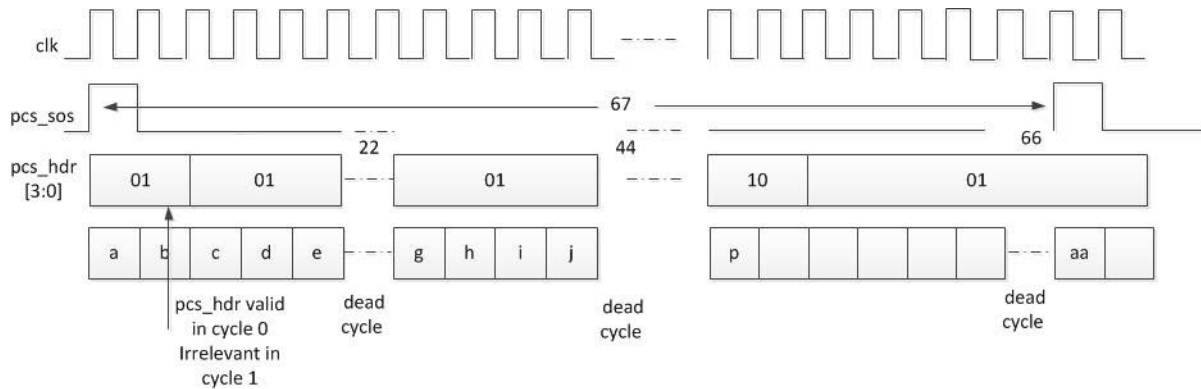 clk
pcs_sos
67
22
44
66
pcs_hdr
[3:0]
01
01
01
10
01
a
b
c
d
e
g
h
i
j
p
aa
pcs_hdr valid
in cycle 0
Irrelevant in
cycle 1
dead
cycle
dead
cycle
dead
cycle